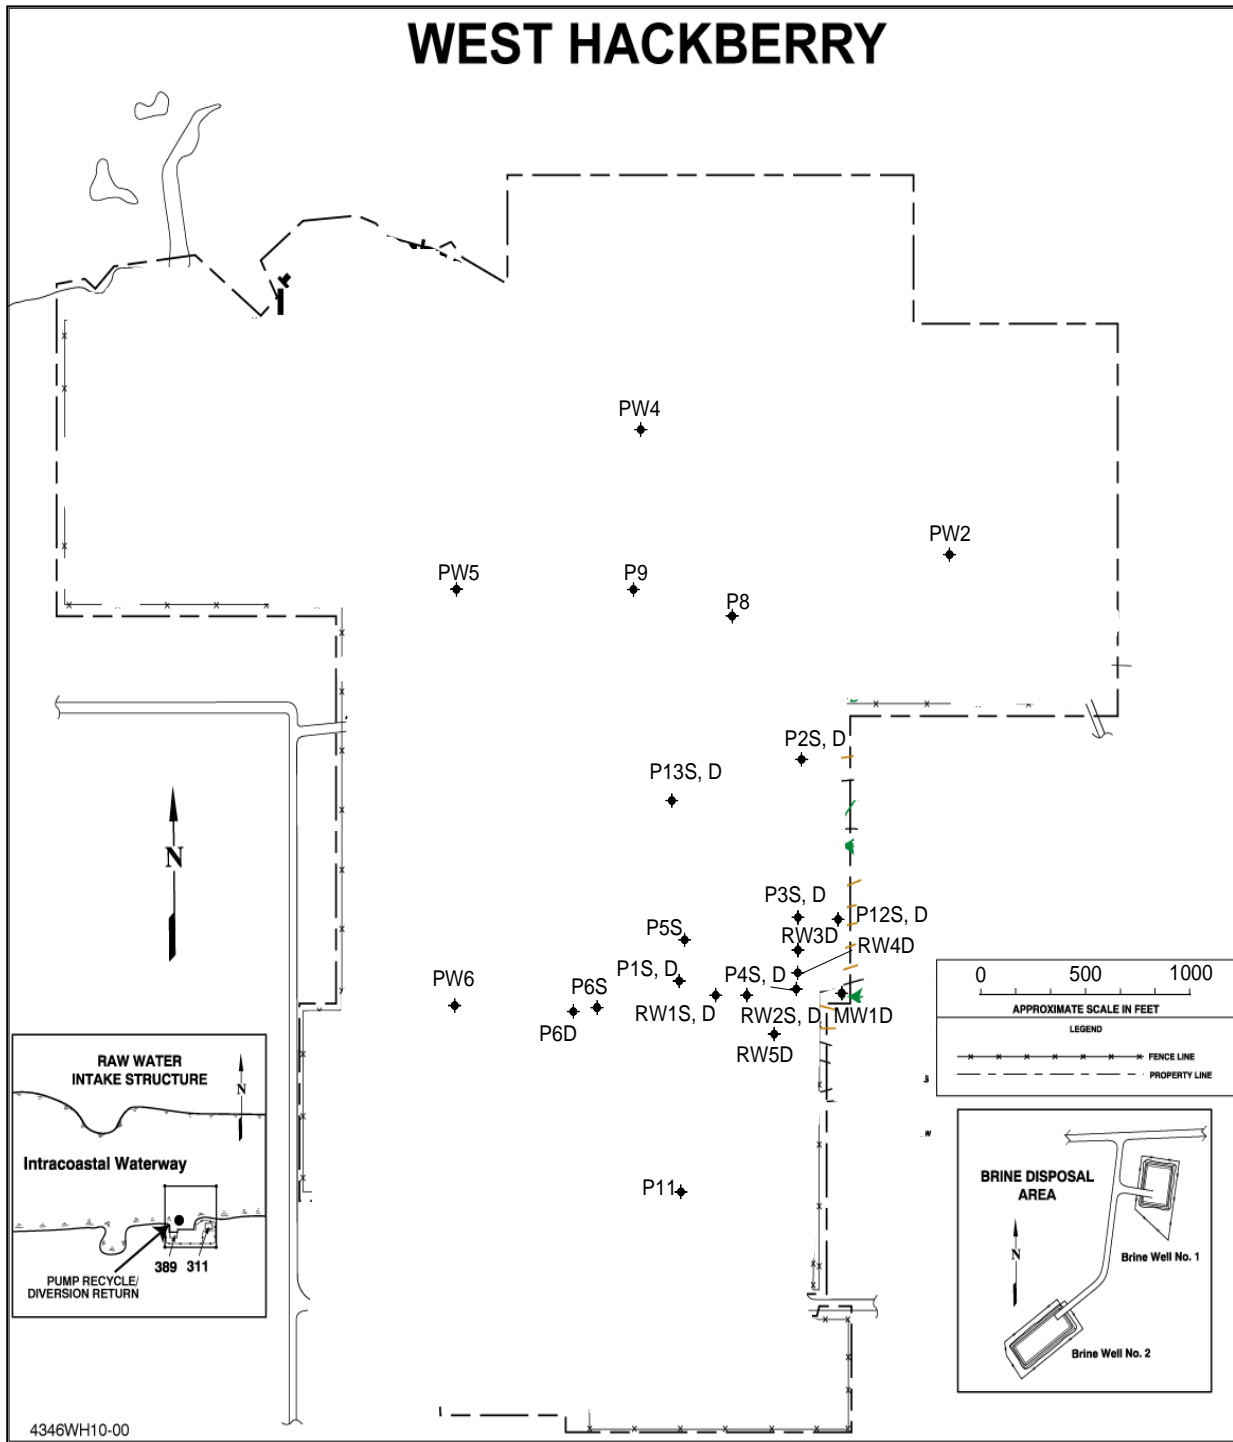 WEST HACKBERRY
PW4
PW2
PW5
P9
P8
P2S, D
P13S, D
N
P3S, D
P12S, D
P5S
RW3D
RW4D
P1S, D
P4S, D
PW6
P6S
RW1S, D
RW2S, D
MW1D
P6D
RW5D
P11
0 500 1000
APPROXIMATE SCALE IN FEET
LEGEND
FENCE LINE
PROPERTY LINE
RAW WATER
INTAKE STRUCTURE
N
Intracoastal Waterway
389 311
PUMP RECYCLE/
DIVERSION RETURN
BRINE DISPOSAL
AREA
N
Brine Well No. 1
Brine Well No. 2
4346WH10-00